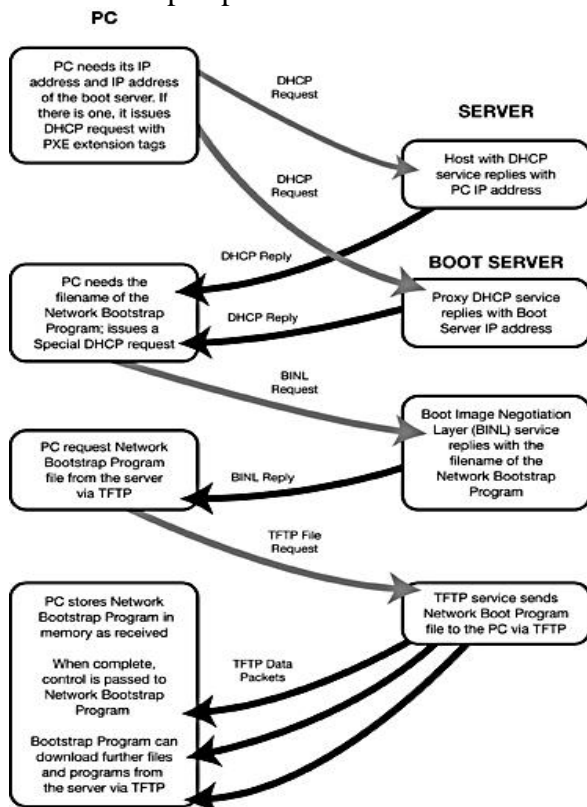 PC
PC needs its IP
address and IP address
of the boot server. If
there is one, it issues
DHCP request with
PXE extension tags
DHCP
Request
SERVER
Host with DHCP
service replies with
PC IP address
DHCP
Request
DHCP Reply
BOOT SERVER
PC needs the
filename of the
Network Bootstrap
Program; issues a
Special DHCP request
Proxy DHCP service
replies with Boot
Server IP address
DHCP Reply
BINL
Request
Boot Image Negotiation
Layer (BINL) service
replies with the
filename of the
Network Bootstrap
Program
PC request Network
Bootstrap Program
file from the server
via TFTP
BINL Reply
TFTP File
Request
TFTP service sends
Network Boot Program
file to the PC via TFTP
PC stores Network
Bootstrap Program in
memory as received
When complete,
control is passed to
Network Bootstrap
Program
Bootstrap Program can
download further files
and programs from
the server via TFTP
TFTP Data
Packets